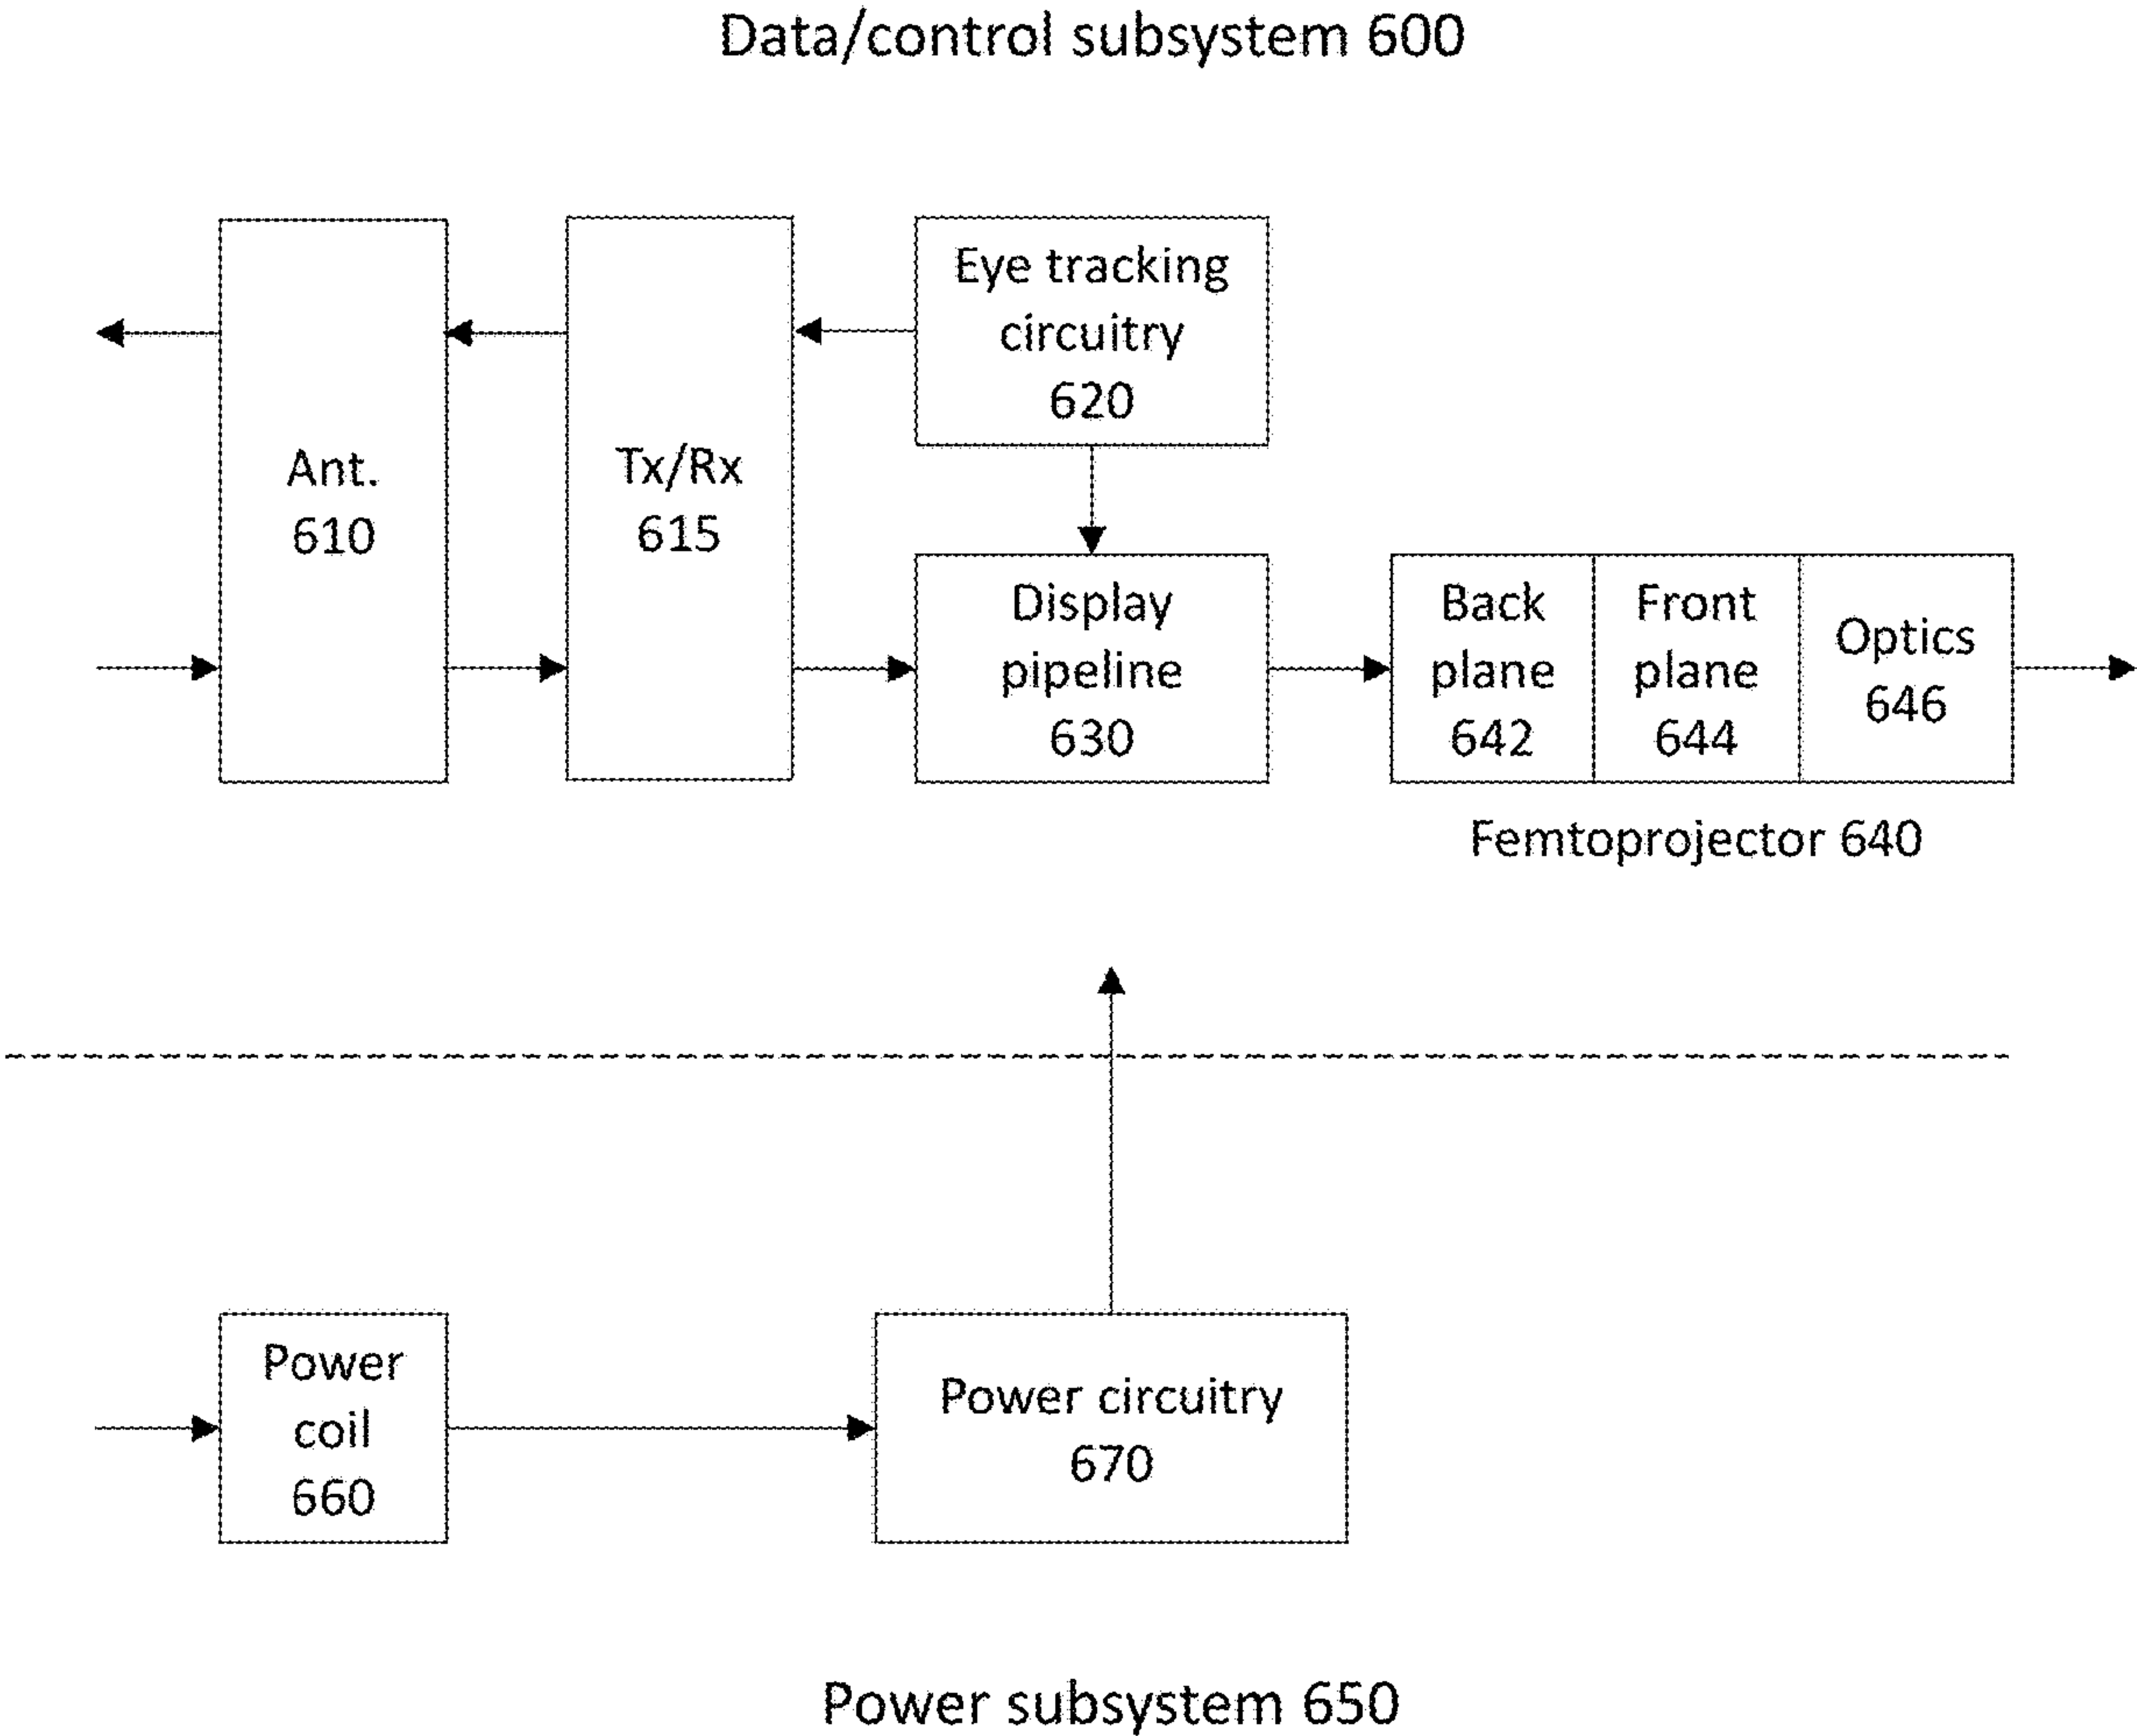 Data/control subsystem 600
Ant.
610
Tx/Rx
615
Eye tracking
circuitry
620
Display
pipeline
630
Back
plane
642
Front
plane
644
Optics
646
Femtoprojector 640
Power
coil
660
Power circuitry
670
Power subsystem 650